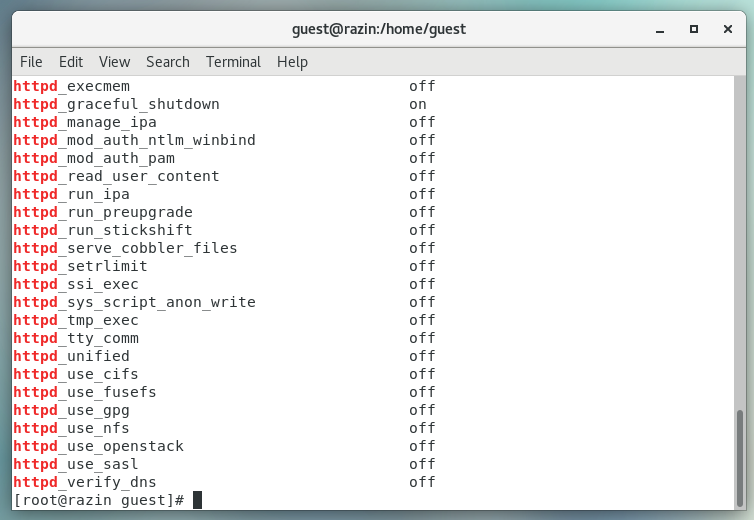 guest@razin:/home/guest
File Edit View Search Terminal Help
httpd_execmem off
httpd_graceful_shutdown on
httpd_manage_ipa off
httpd_mod_auth_ntlm_winbind off
httpd_mod_auth_pam off
httpd_read_user_content off
httpd_run_ipa off
httpd_run_preupgrade off
httpd_run_stickshift off
httpd_serve_cobbler_files off
httpd_setrlimit off
httpd_ssi_exec off
httpd_sys_script_anon_write off
httpd_tmp_exec off
httpd_tty_comm off
httpd_unified off
httpd_use_cifs off
httpd_use_fusefs off
httpd_use_gpg off
httpd_use_nfs off
httpd_use_openstack off
httpd_use_sasl off
httpd_verify_dns off
[root@razin guest]#